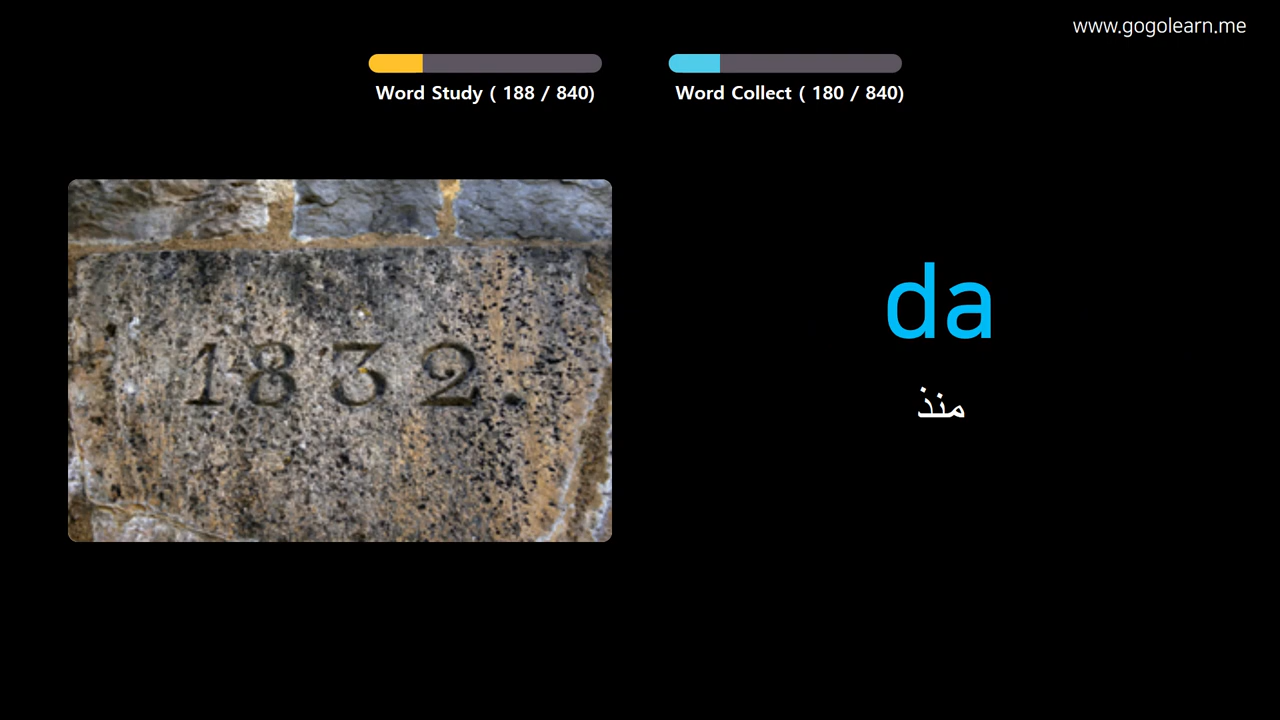 www.gogolearn.me
Word Study ( 188 / 840)
Word Collect ( 180 / 840)
1832.
da
منذ